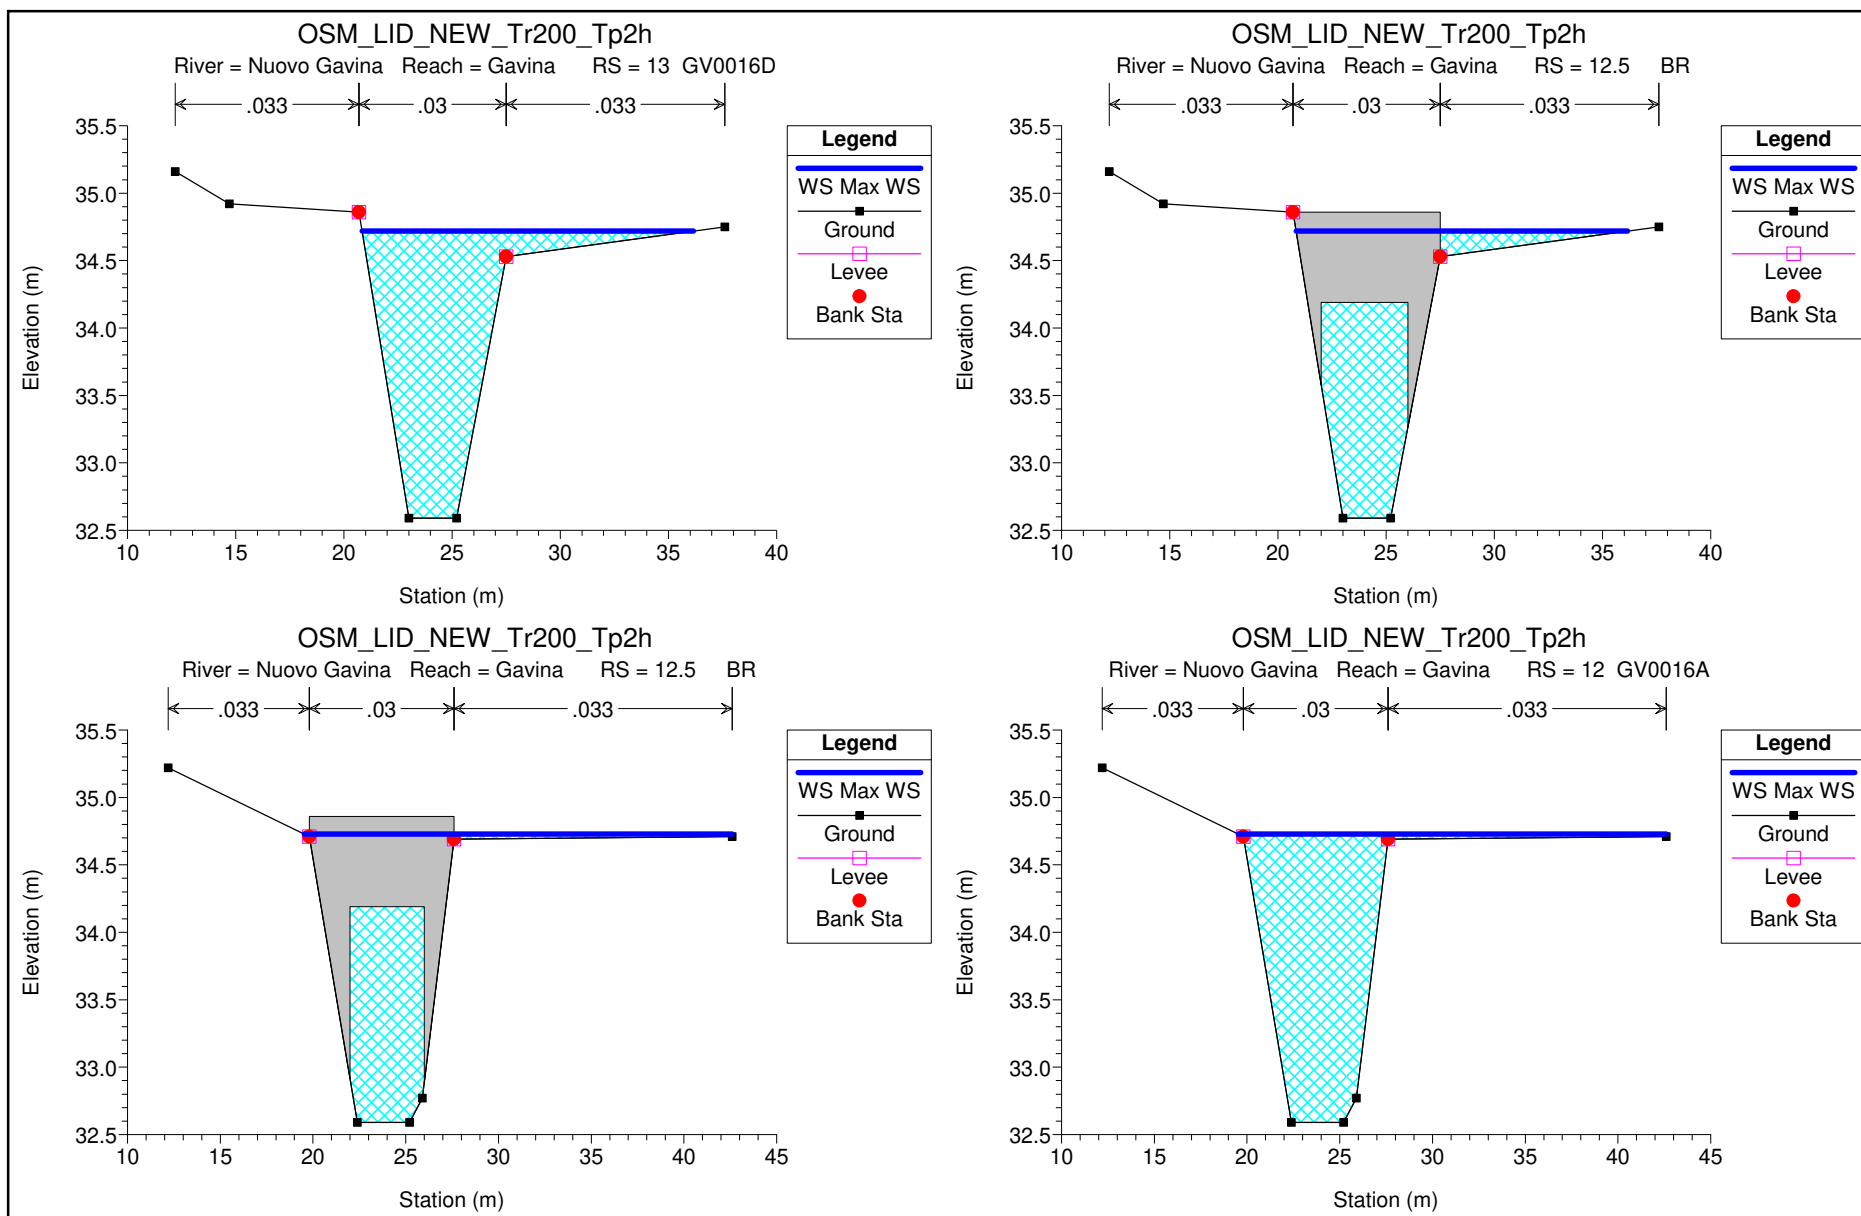 OSM_LID_NEW_Tr200_Tp2h
River = Nuovo Gavina Reach = Gavina RS = 13 GV0016D
.033 .03 .033
35.5
35.0
34.5
34.0
33.5
33.0
32.5
Elevation (m)
10 15 20 25 30 35 40
Station (m)
Legend
WS Max WS
Ground
Levee
Bank Sta
OSM_LID_NEW_Tr200_Tp2h
River = Nuovo Gavina Reach = Gavina RS = 12.5 BR
.033 .03 .033
35.5
35.0
34.5
34.0
33.5
33.0
32.5
Elevation (m)
10 15 20 25 30 35 40
Station (m)
Legend
WS Max WS
Ground
Levee
Bank Sta
OSM_LID_NEW_Tr200_Tp2h
River = Nuovo Gavina Reach = Gavina RS = 12.5 BR
.033 .03 .033
35.5
35.0
34.5
34.0
33.5
33.0
32.5
Elevation (m)
10 15 20 25 30 35 40 45
Station (m)
Legend
WS Max WS
Ground
Levee
Bank Sta
OSM_LID_NEW_Tr200_Tp2h
River = Nuovo Gavina Reach = Gavina RS = 12 GV0016A
.033 .03 .033
35.5
35.0
34.5
34.0
33.5
33.0
32.5
Elevation (m)
10 15 20 25 30 35 40 45
Station (m)
Legend
WS Max WS
Ground
Levee
Bank Sta